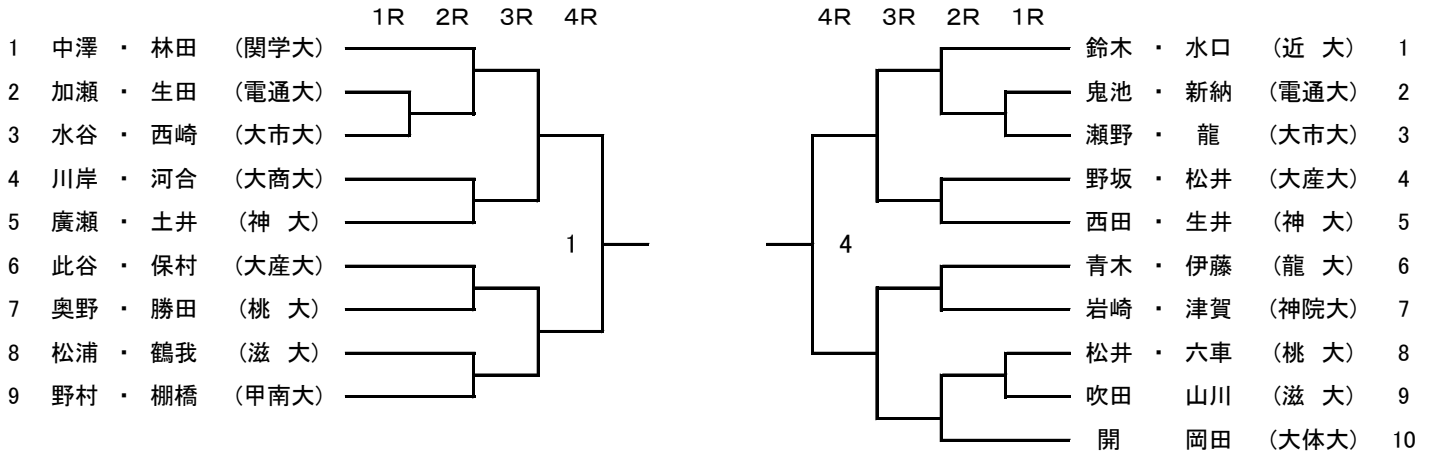 1R 2R 3R 4R
1 中澤 ・ 林田 (関学大)
2 加瀬 ・ 生田 (電通大)
3 水谷 ・ 西崎 (大市大)
4 川岸 ・ 河合 (大商大)
5 廣瀬 ・ 土井 (神 大)
1
6 此谷 ・ 保村 (大産大)
7 奥野 ・ 勝田 (桃 大)
8 松浦 ・ 鶴我 (滋 大)
9 野村 ・ 棚橋 (甲南大)
4R 3R 2R 1R
鈴木 ・ 水口 (近 大) 1
鬼池 ・ 新納 (電通大) 2
瀬野 ・ 龍 (大市大) 3
野坂 ・ 松井 (大産大) 4
西田 ・ 生井 (神 大) 5
4
青木 ・ 伊藤 (龍 大) 6
岩崎 ・ 津賀 (神院大) 7
松井 ・ 六車 (桃 大) 8
吹田 山川 (滋 大) 9
開 岡田 (大体大) 10